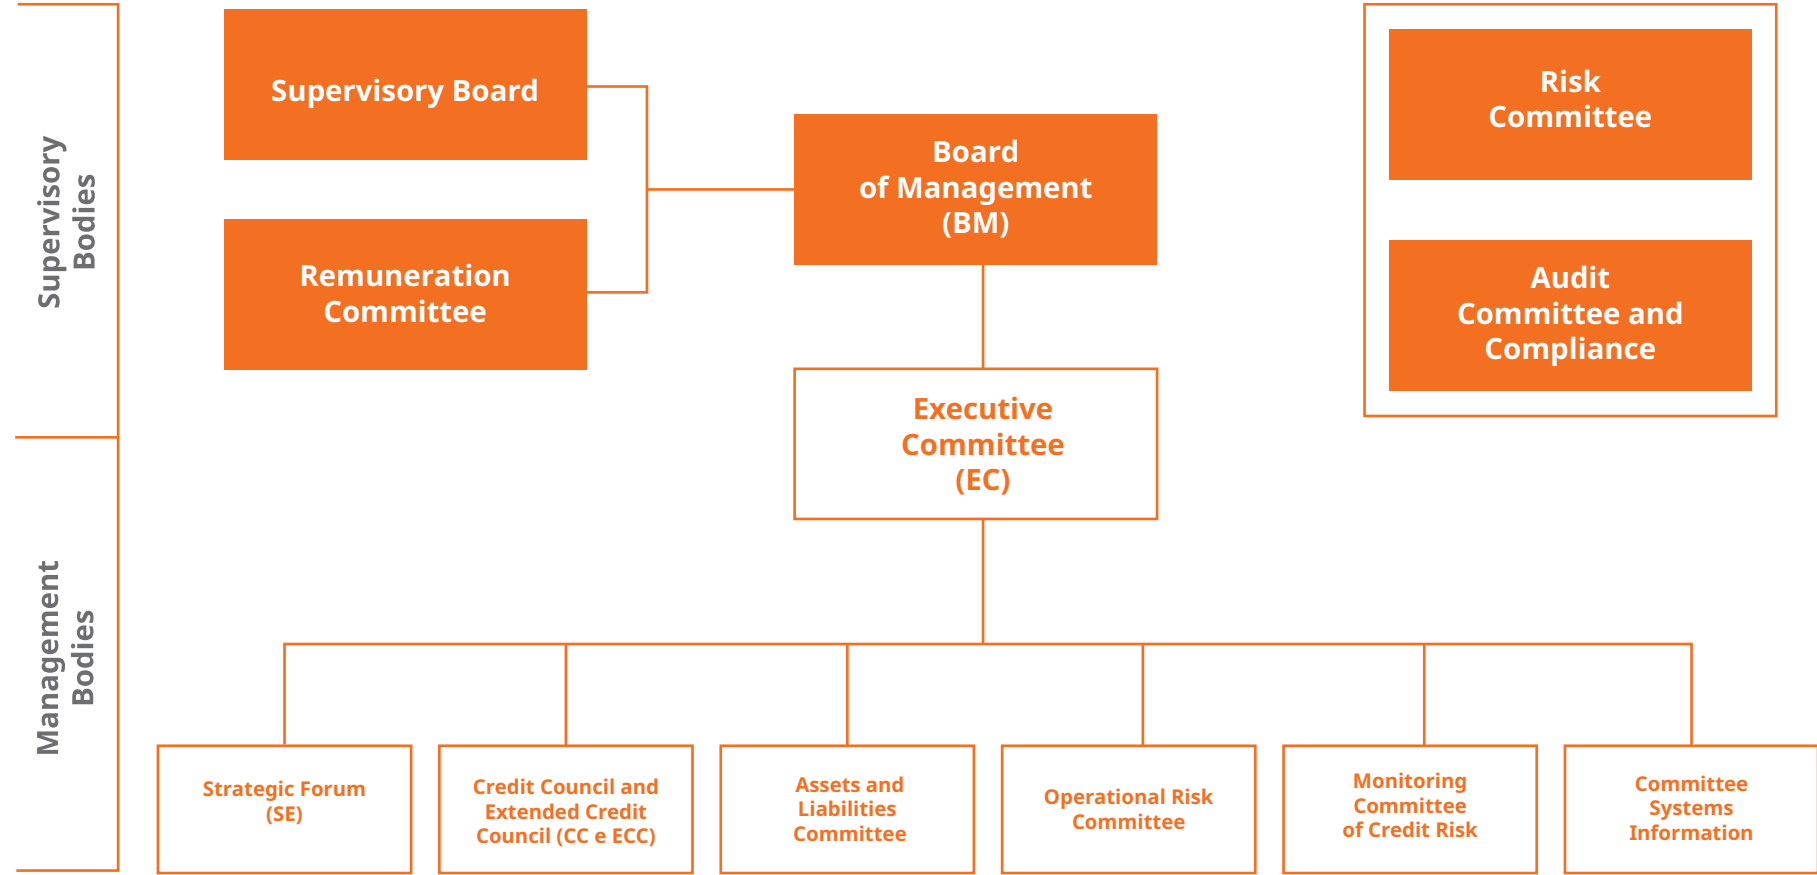 Supervisory
Bodies
Supervisory Board
Remuneration
Committee
Board
of Management
(BM)
Risk
Committee
Audit
Committee and
Compliance
Executive
Committee
(EC)
Management
Bodies
Strategic Forum
(SE)
Credit Council and
Extended Credit
Council (CC e ECC)
Assets and
Liabilities
Committee
Operational Risk
Committee
Monitoring
Committee
of Credit Risk
Committee
Systems
Information